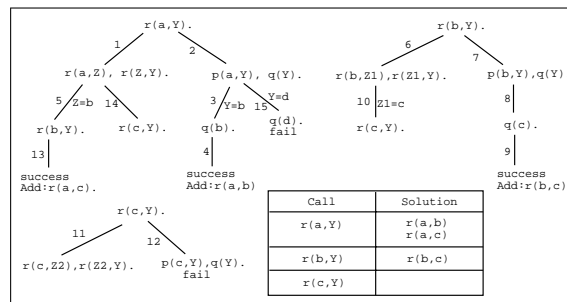 r(a,Y).
1
2
r(a,Z), r(Z,Y).
p(a,Y), q(Y).
5
Z=b
14
3
Y=b
15
Y=d
r(b,Y).
r(c,Y).
q(b).
q(d).
fail
13
4
success
Add:r(a,c).
success
Add:r(a,b)
r(b,Y).
6
7
r(b,Z1),r(Z1,Y).
p(b,Y),q(Y)
10
Z1=c
8
r(c,Y).
q(c).
9
success
Add:r(b,c)
r(c,Y).
11
12
r(c,Z2),r(Z2,Y).
p(c,Y),q(Y).
fail
Call Solution
r(a,Y) r(a,b)
r(a,c)
r(b,Y) r(b,c)
r(c,Y)